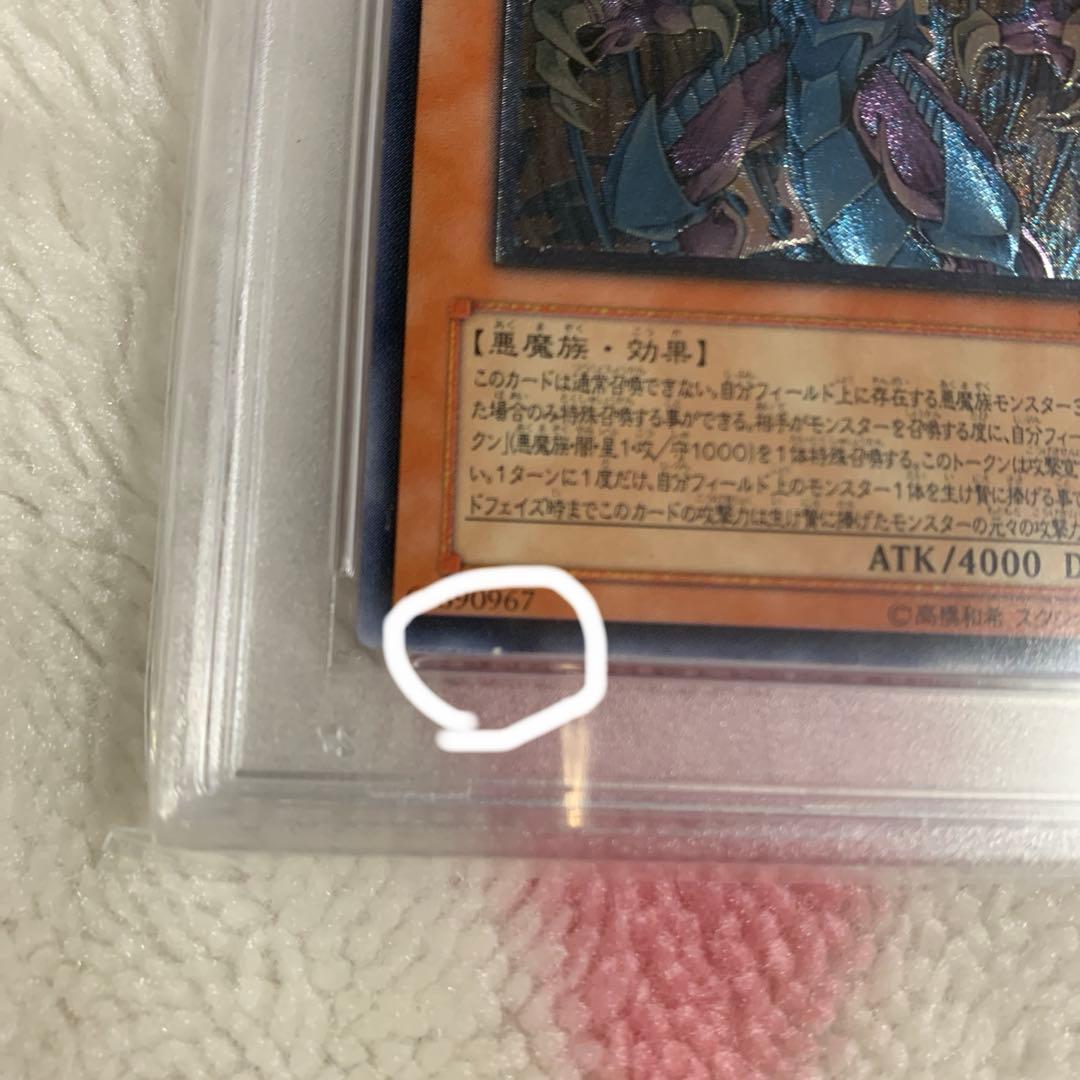 【悪魔族・効果】
このカードは通常召喚できない。自分フィールド上に存在する悪魔族モンスター3
た場合のみ特殊召喚する事ができる。相手がモンスターを召喚する度に、自分フィー
クン」(悪魔族・闇・星1・攻/守1000)を1体特殊召喚する。このトークンは攻撃宣
い。1ターンに1度だけ、自分フィールド上のモンスター1体を生け贄に捧げる事で
ドフェイズ時までこのカードの攻撃力は生け贄に捧げたモンスターの元々の攻撃力
ATK/4000 D
90967
©高橋和希 スタジ